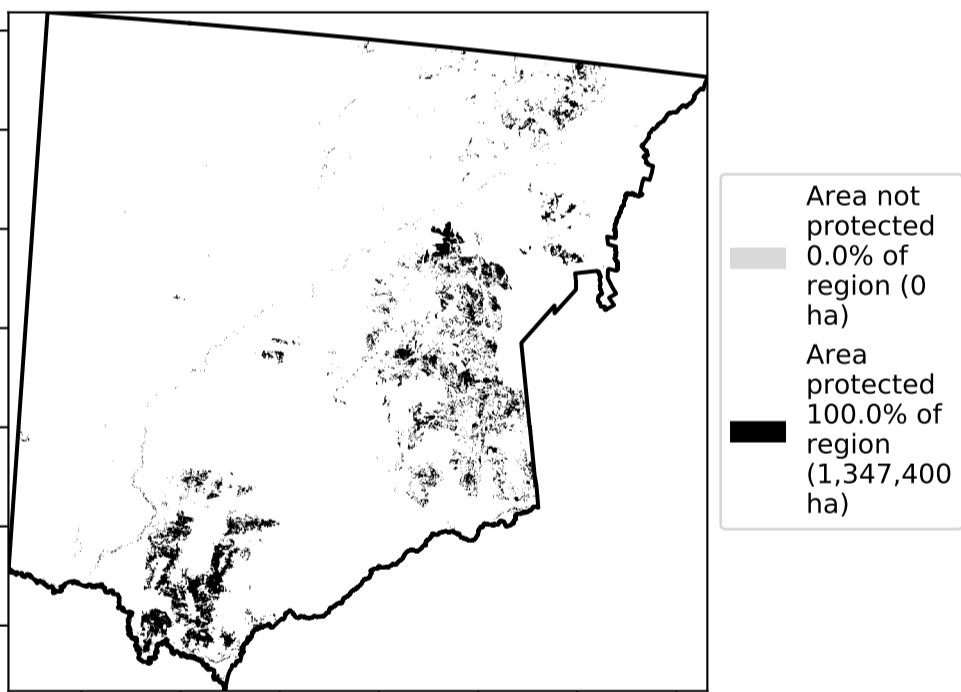 Area not
protected
0.0% of
region (0
ha)
Area
protected
100.0% of
region
(1,347,400
ha)